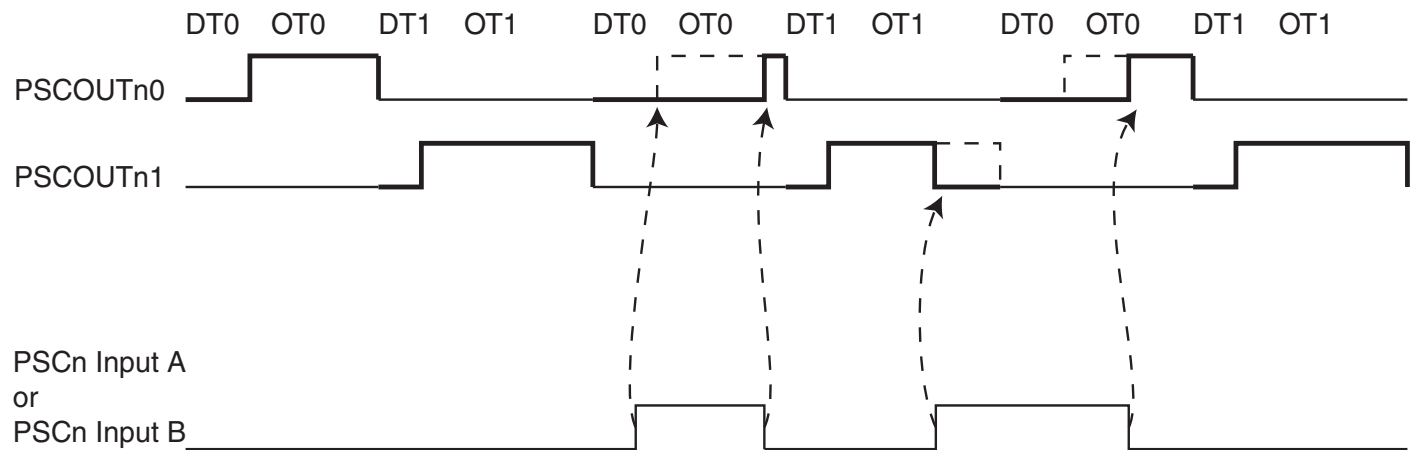 DT0 OT0 DT1 OT1 DT0 OT0 DT1 OT1 DT0 OT0 DT1 OT1
PSCOUTn0
PSCOUTn1
PSCn Input A
or
PSCn Input B